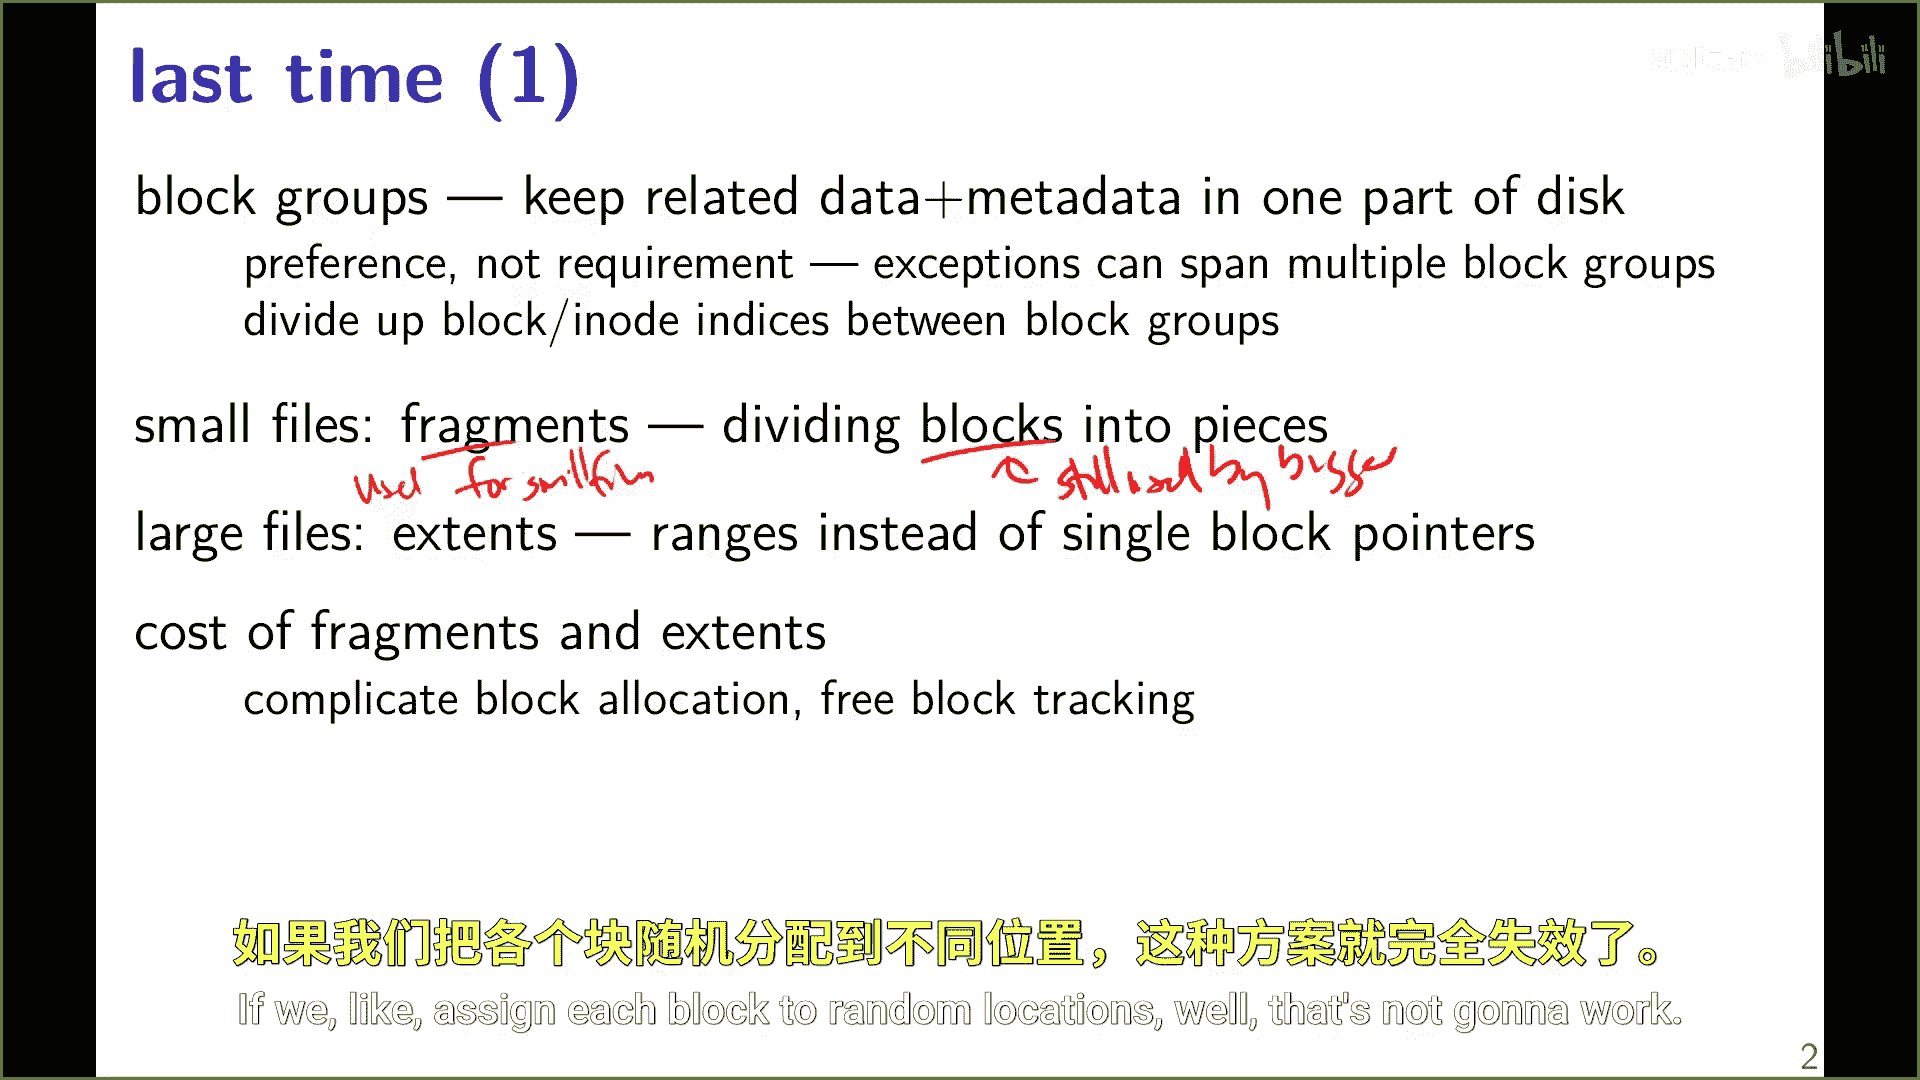 last time (1)
bilibili
block groups — keep related data+metadata in one part of disk
preference, not requirement — exceptions can span multiple block groups
divide up block/inode indices between block groups
small files: fragments — dividing blocks into pieces
used for small files
still used by bigger
large files: extents — ranges instead of single block pointers
cost of fragments and extents
complicate block allocation, free block tracking
如果我们把各个块随机分配到不同位置，这种方案就完全失效了。
If we, like, assign each block to random locations, well, that's not gonna work.
2